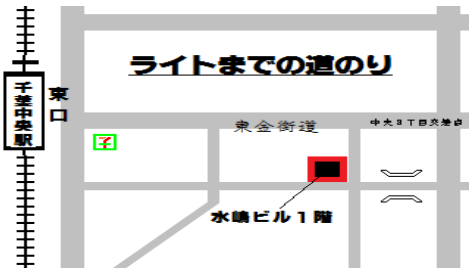 ライトまでの道のり
千葉中央駅
東口
東金街道
中央3丁目交差点
水嶋ビル1階